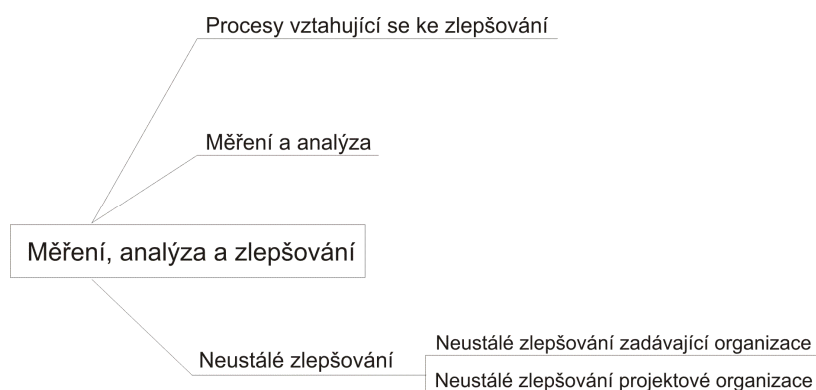 Procesy vztahující se ke zlepšování
Měření a analýza
Měření, analýza a zlepšování
Neustálé zlepšování
Neustálé zlepšování zadávající organizace
Neustálé zlepšování projektové organizace